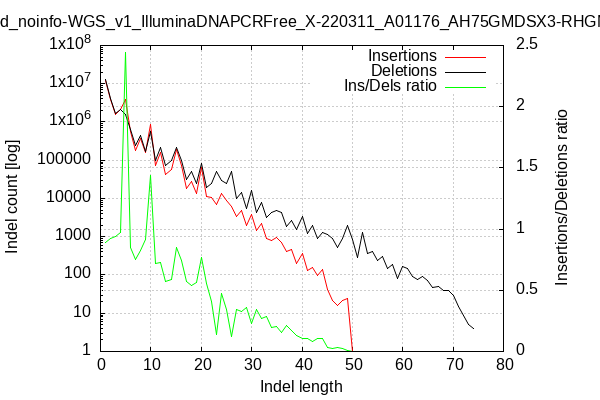 d_noinfo-WGS_v1_IlluminaDNAPCRFree_X-220311_A01176_AH75GMDSX3-RHGM
Insertions
Deletions
Ins/Dels ratio
Indel count [log]
1x10^8
1x10^7
1x10^6
100000
10000
1000
100
10
1
2.5
2
1.5
1
0.5
0
Insertions/Deletions ratio
0 10 20 30 40 50 60 70 80
Indel length